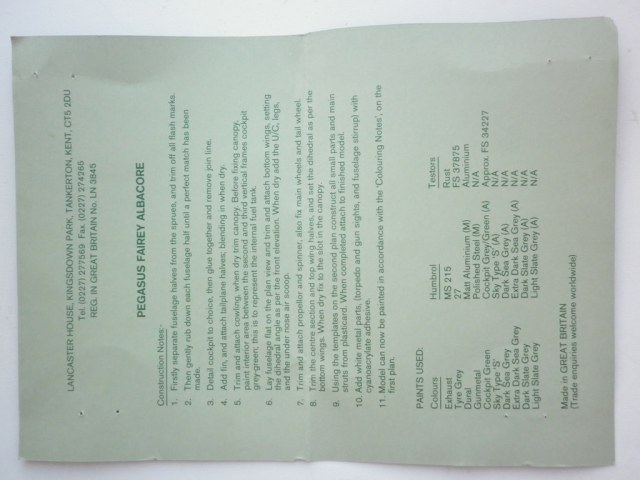 LANCASTER HOUSE, KINGSDOWN PARK, TANKERTON, KENT, CT5 2DU
Tel. (0227) 277569 Fax (0227) 274265
REG. IN GREAT BRITAIN No. LN 3845
PEGASUS FAIREY ALBACORE
Construction Notes:-
1. Firstly separate fuselage halves from the sprues, and trim off all flash marks.
2. Then gently rub down each fuselage half until a perfect match has been
made.
3. Detail cockpit to choice, then glue together and remove join line.
4. Add fin, and attach tailplane halves; blending in when dry.
5. Trim and attach cowling, when dry trim canopy. Before fixing canopy,
paint interior area between the second and third vertical frames cockpit
grey-green; this is to represent the internal fuel tank.
6. Lay fuselage flat on the plan view and trim and attach bottom wings, setting
the dihedral angle as per the front elevation. When dry add the U/C, legs,
and the under nose air scoop.
7. Trim and attach propellor and spinner, also fix main wheels and tail wheel.
8. Trim the centre section and top wing halves, and set the dihedral as per the
bottom wings. When dry fix to the slot in the canopy.
9. Using the templates on the second plan construct all small parts and main
struts from plasticard. When completed attach to finished model.
10. Add white metal parts, (torpedo and gun sights, and fuselage stirrup) with
cyanoacrylate adhesive.
11. Model can now be painted in accordance with the 'Colouring Notes', on the
first plan.
PAINTS USED:
Colours Humbrol Testors
Exhaust MS 215 Rust
Tyre Grey 27 FS 37875
Dural Matt Aluminium (M) Aluminium
Gunmetal Polished Steel (M) N/A
Cockpit Green Cockpit Grey/Green (A) Approx. FS 34227
Sky Type 'S' Sky Type 'S' (A) N/A
Dark Sea Grey Dark Sea Grey (A) N/A
Extra Dark Sea Grey Extra Dark Sea Grey (A) N/A
Dark Slate Grey Dark Slate Grey (A) N/A
Light Slate Grey Light Slate Grey (A) N/A
Made in GREAT BRITAIN
(Trade enquiries welcome worldwide)